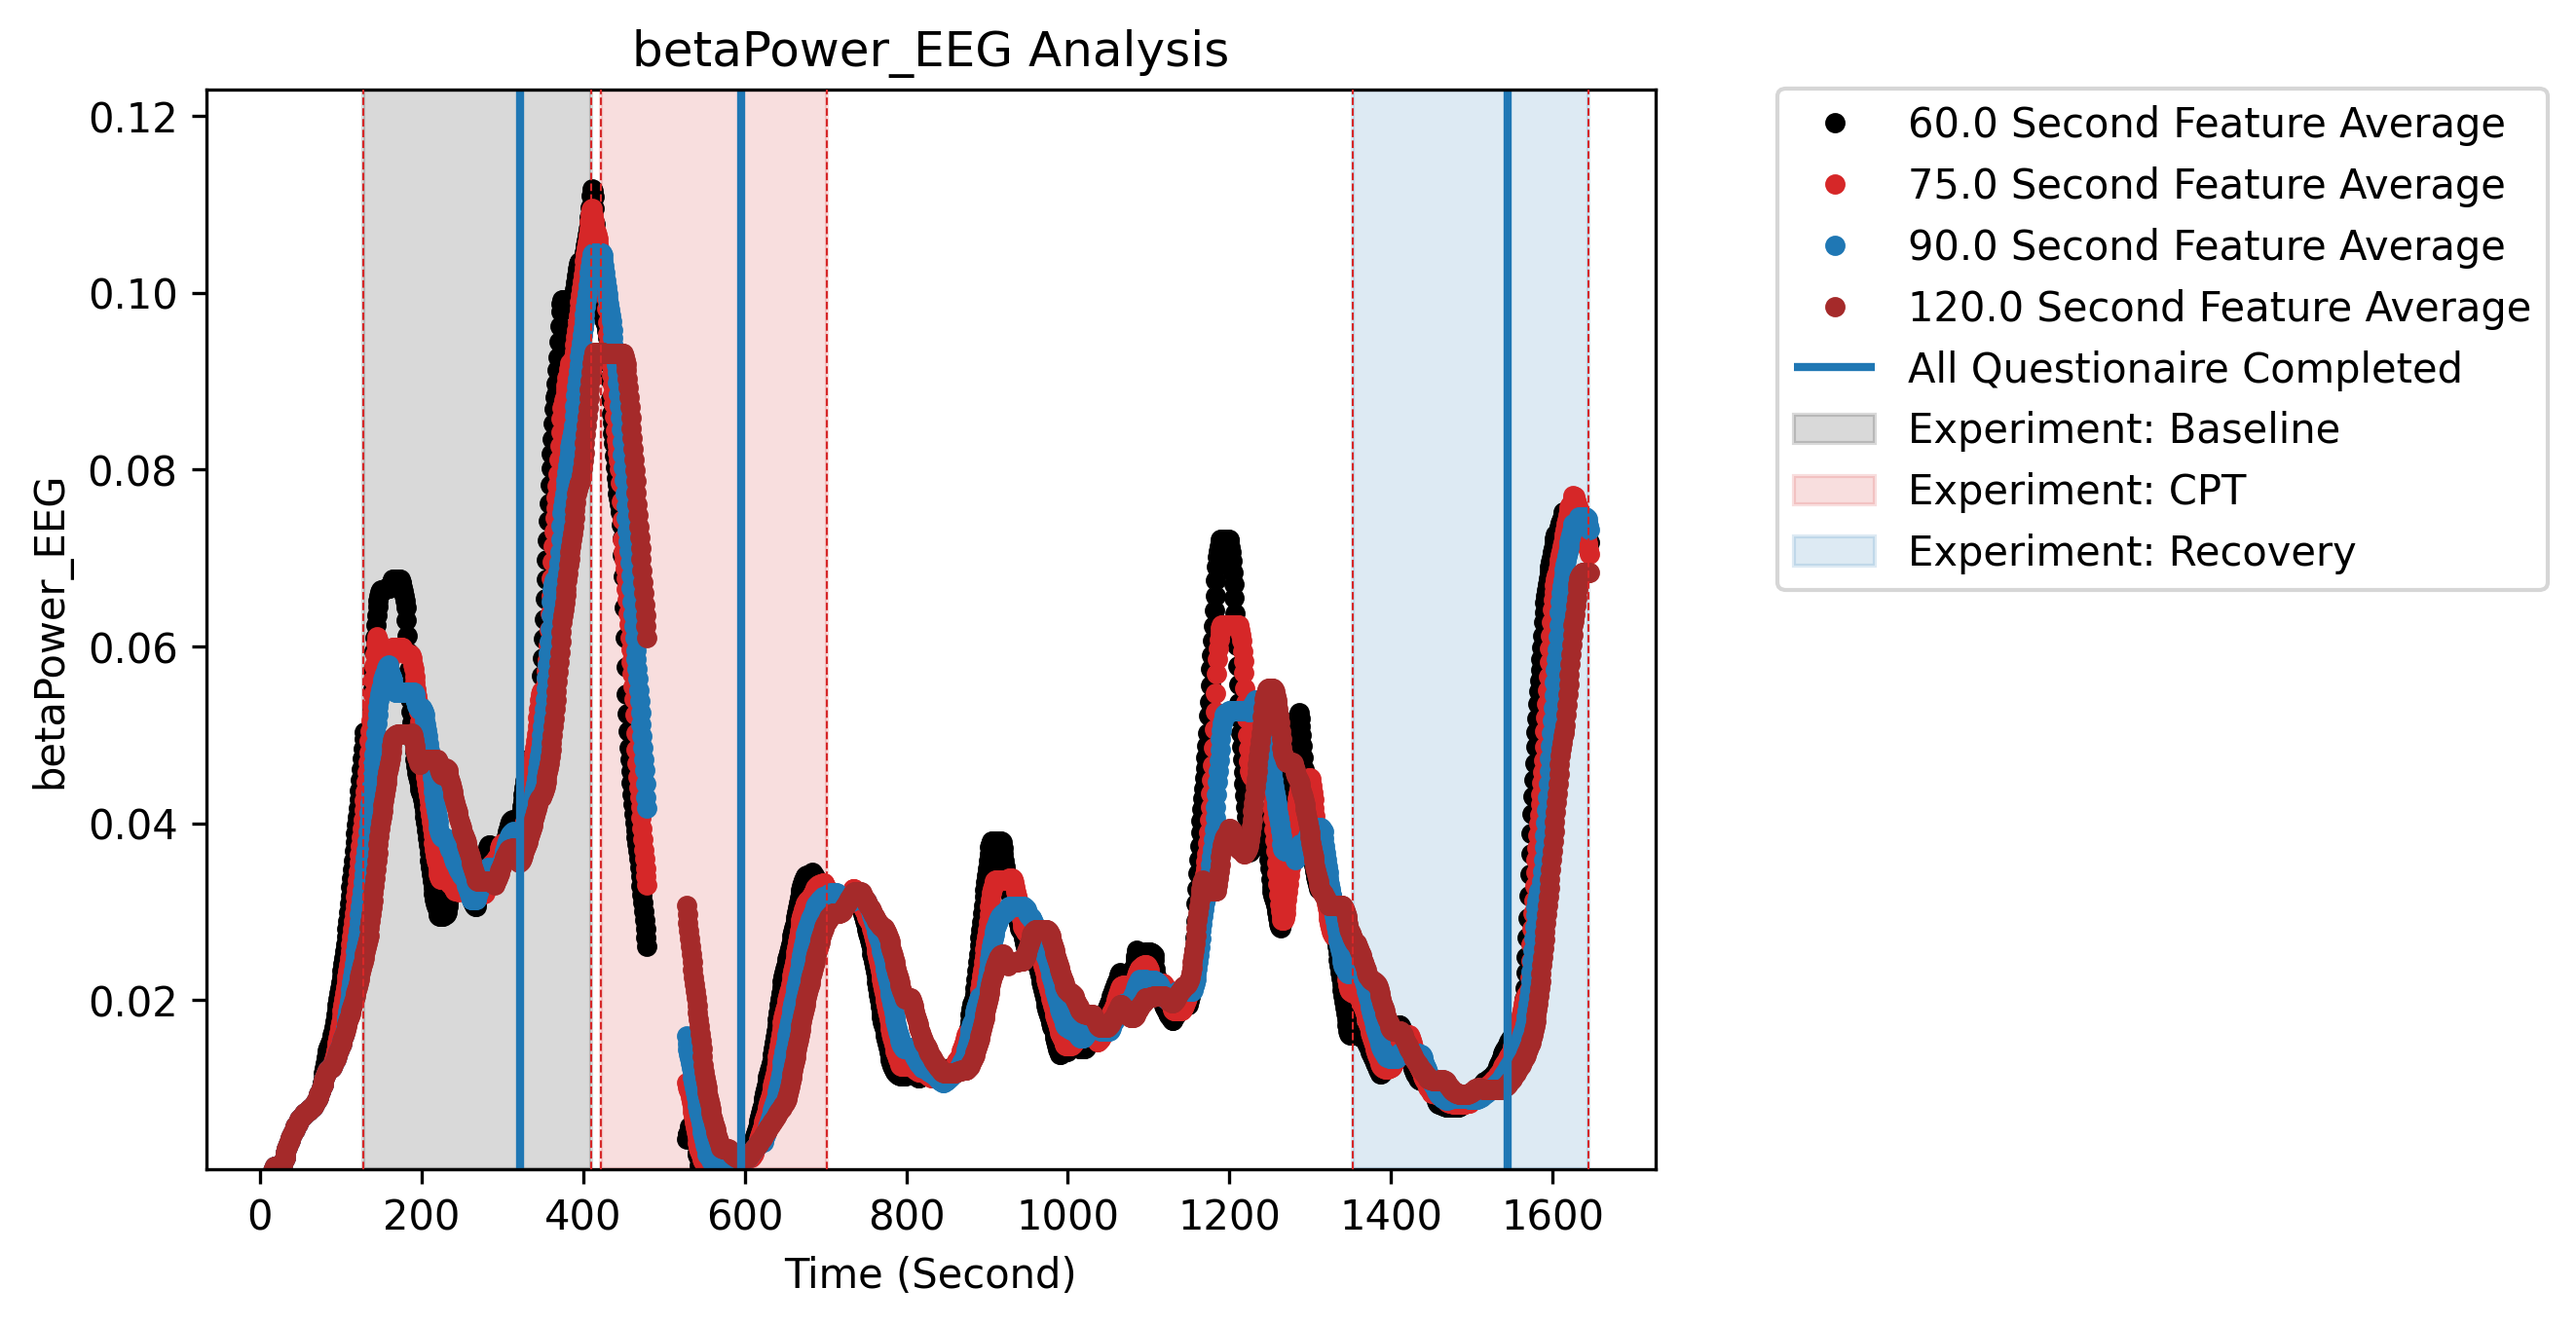 betaPower_EEG Analysis
0.12
0.10
0.08
0.06
0.04
0.02
betaPower_EEG
0 200 400 600 800 1000 1200 1400 1600
Time (Second)
60.0 Second Feature Average
75.0 Second Feature Average
90.0 Second Feature Average
120.0 Second Feature Average
All Questionaire Completed
Experiment: Baseline
Experiment: CPT
Experiment: Recovery